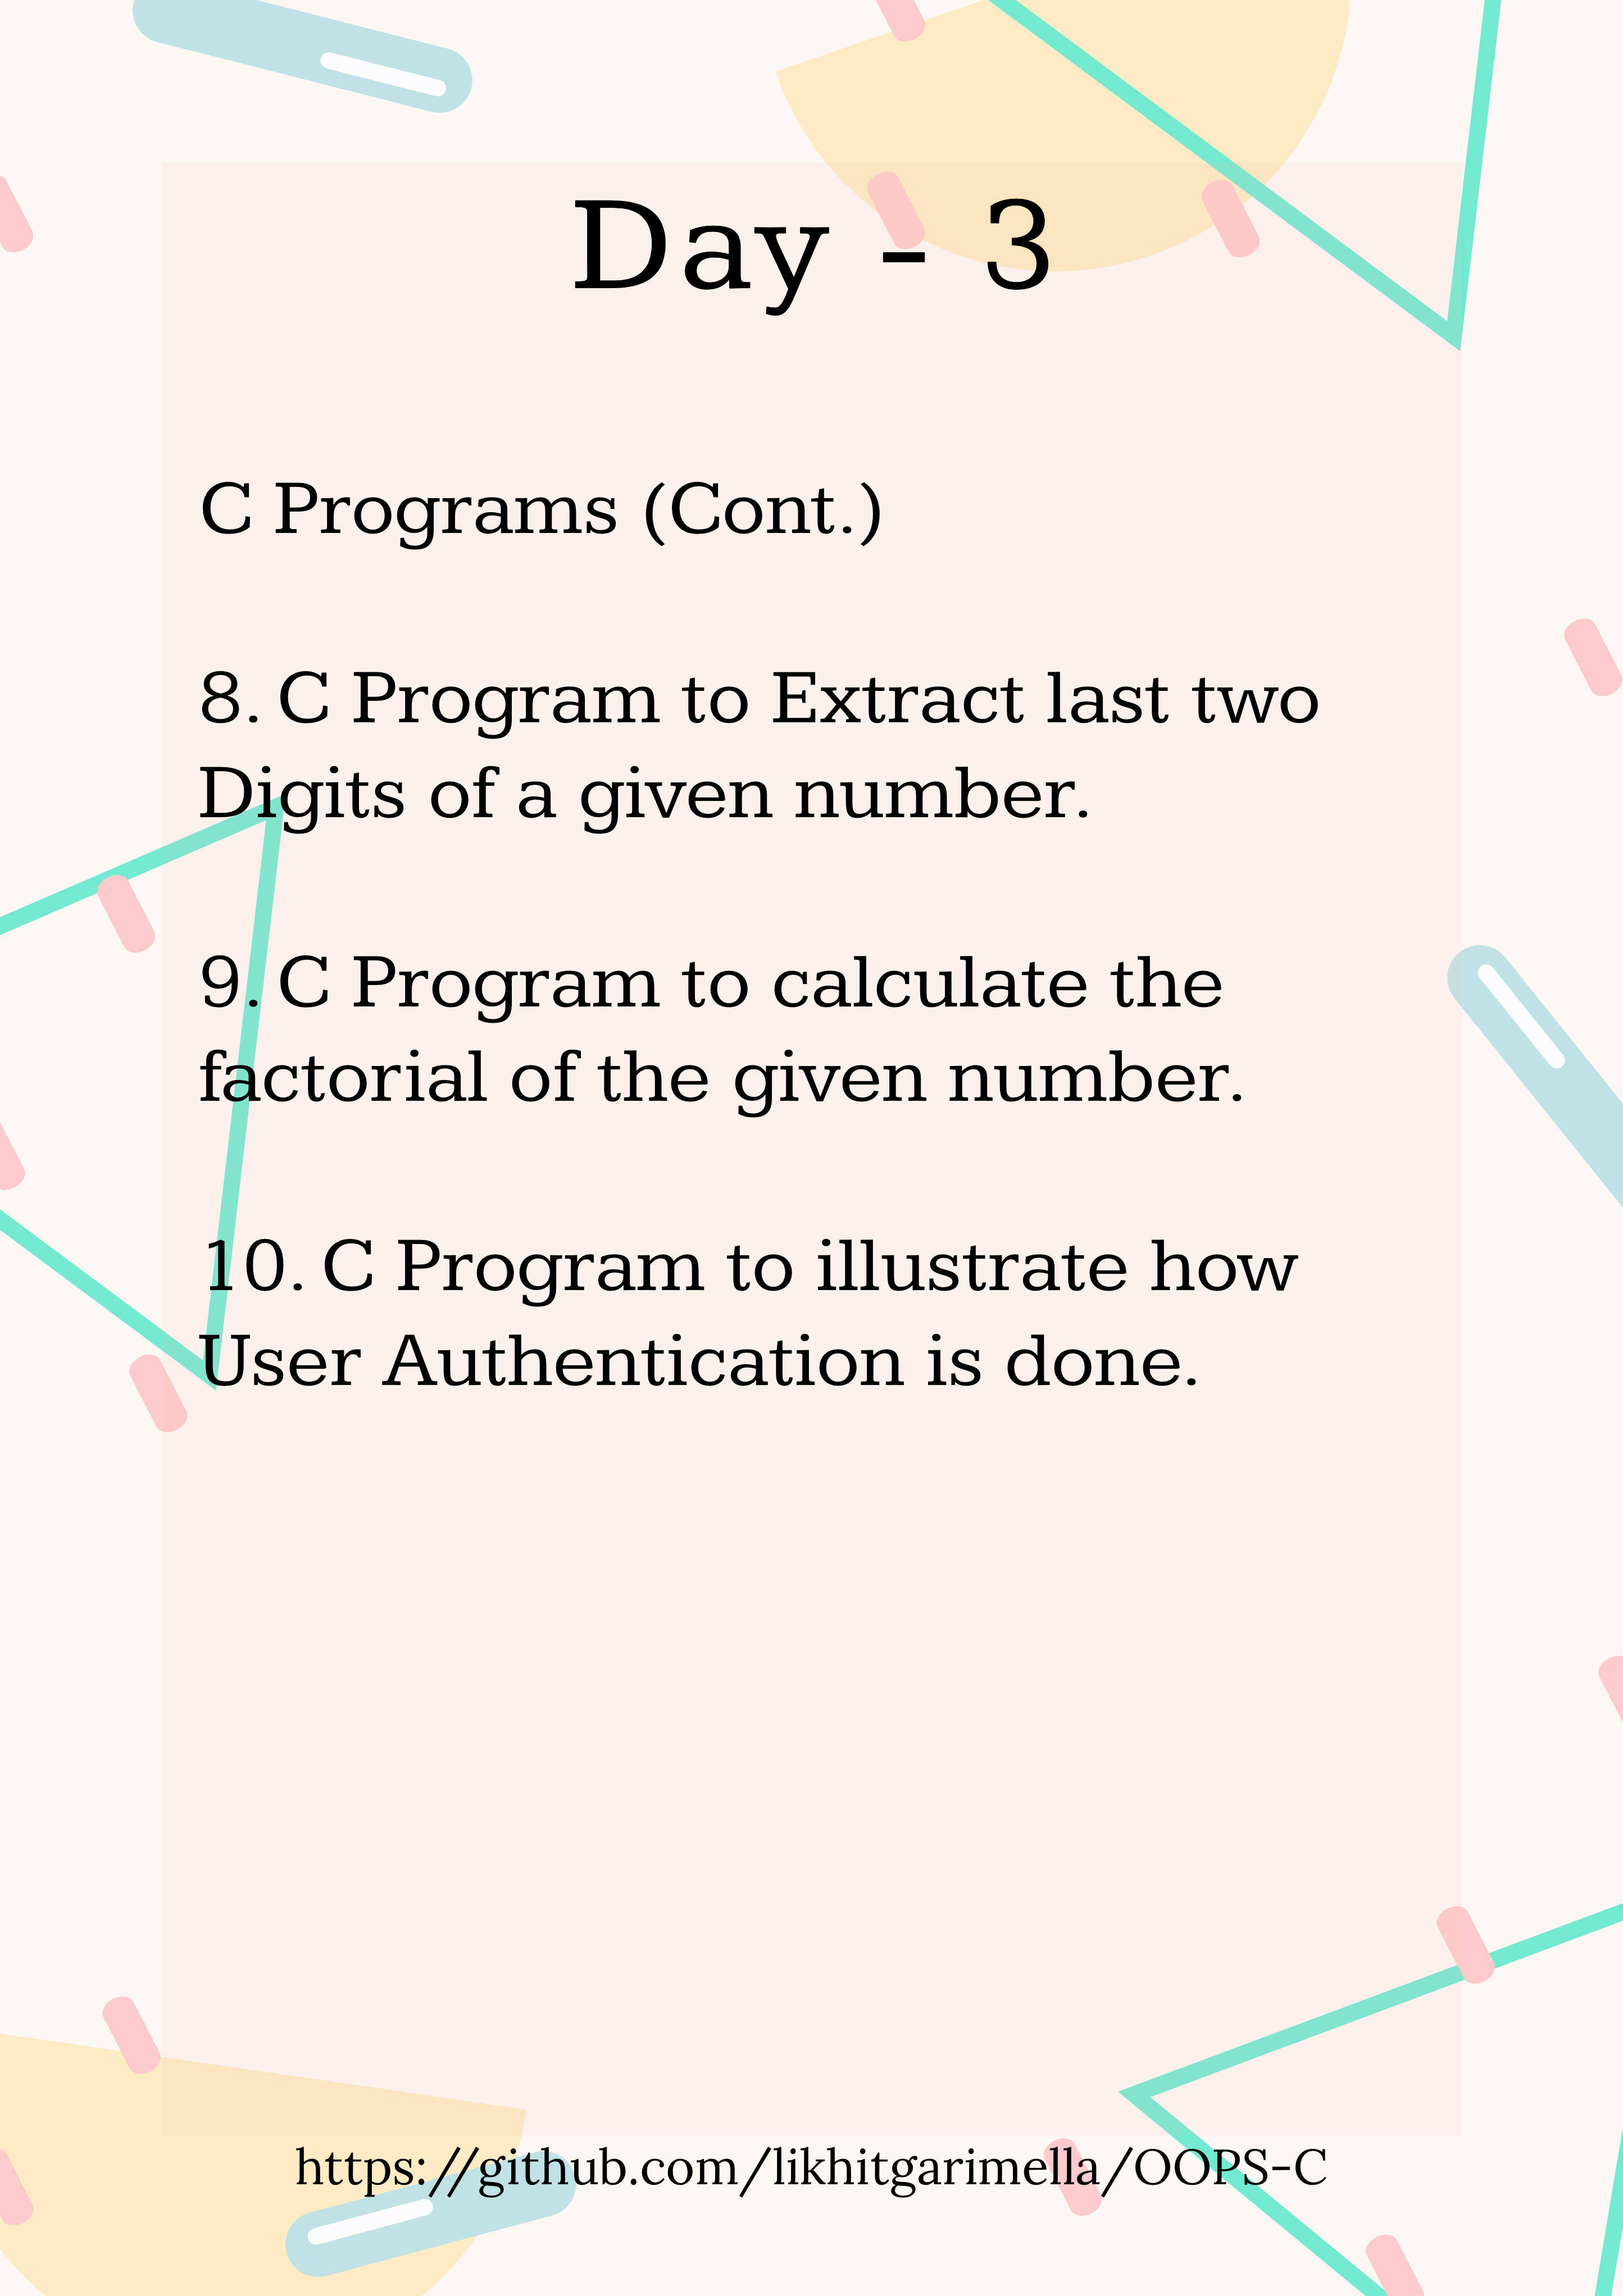 Day - 3
C Programs (Cont.)
8. C Program to Extract last two
Digits of a given number.
9. C Program to calculate the
factorial of the given number.
10. C Program to illustrate how
User Authentication is done.
https://github.com/likhitgarimella/OOPS-C